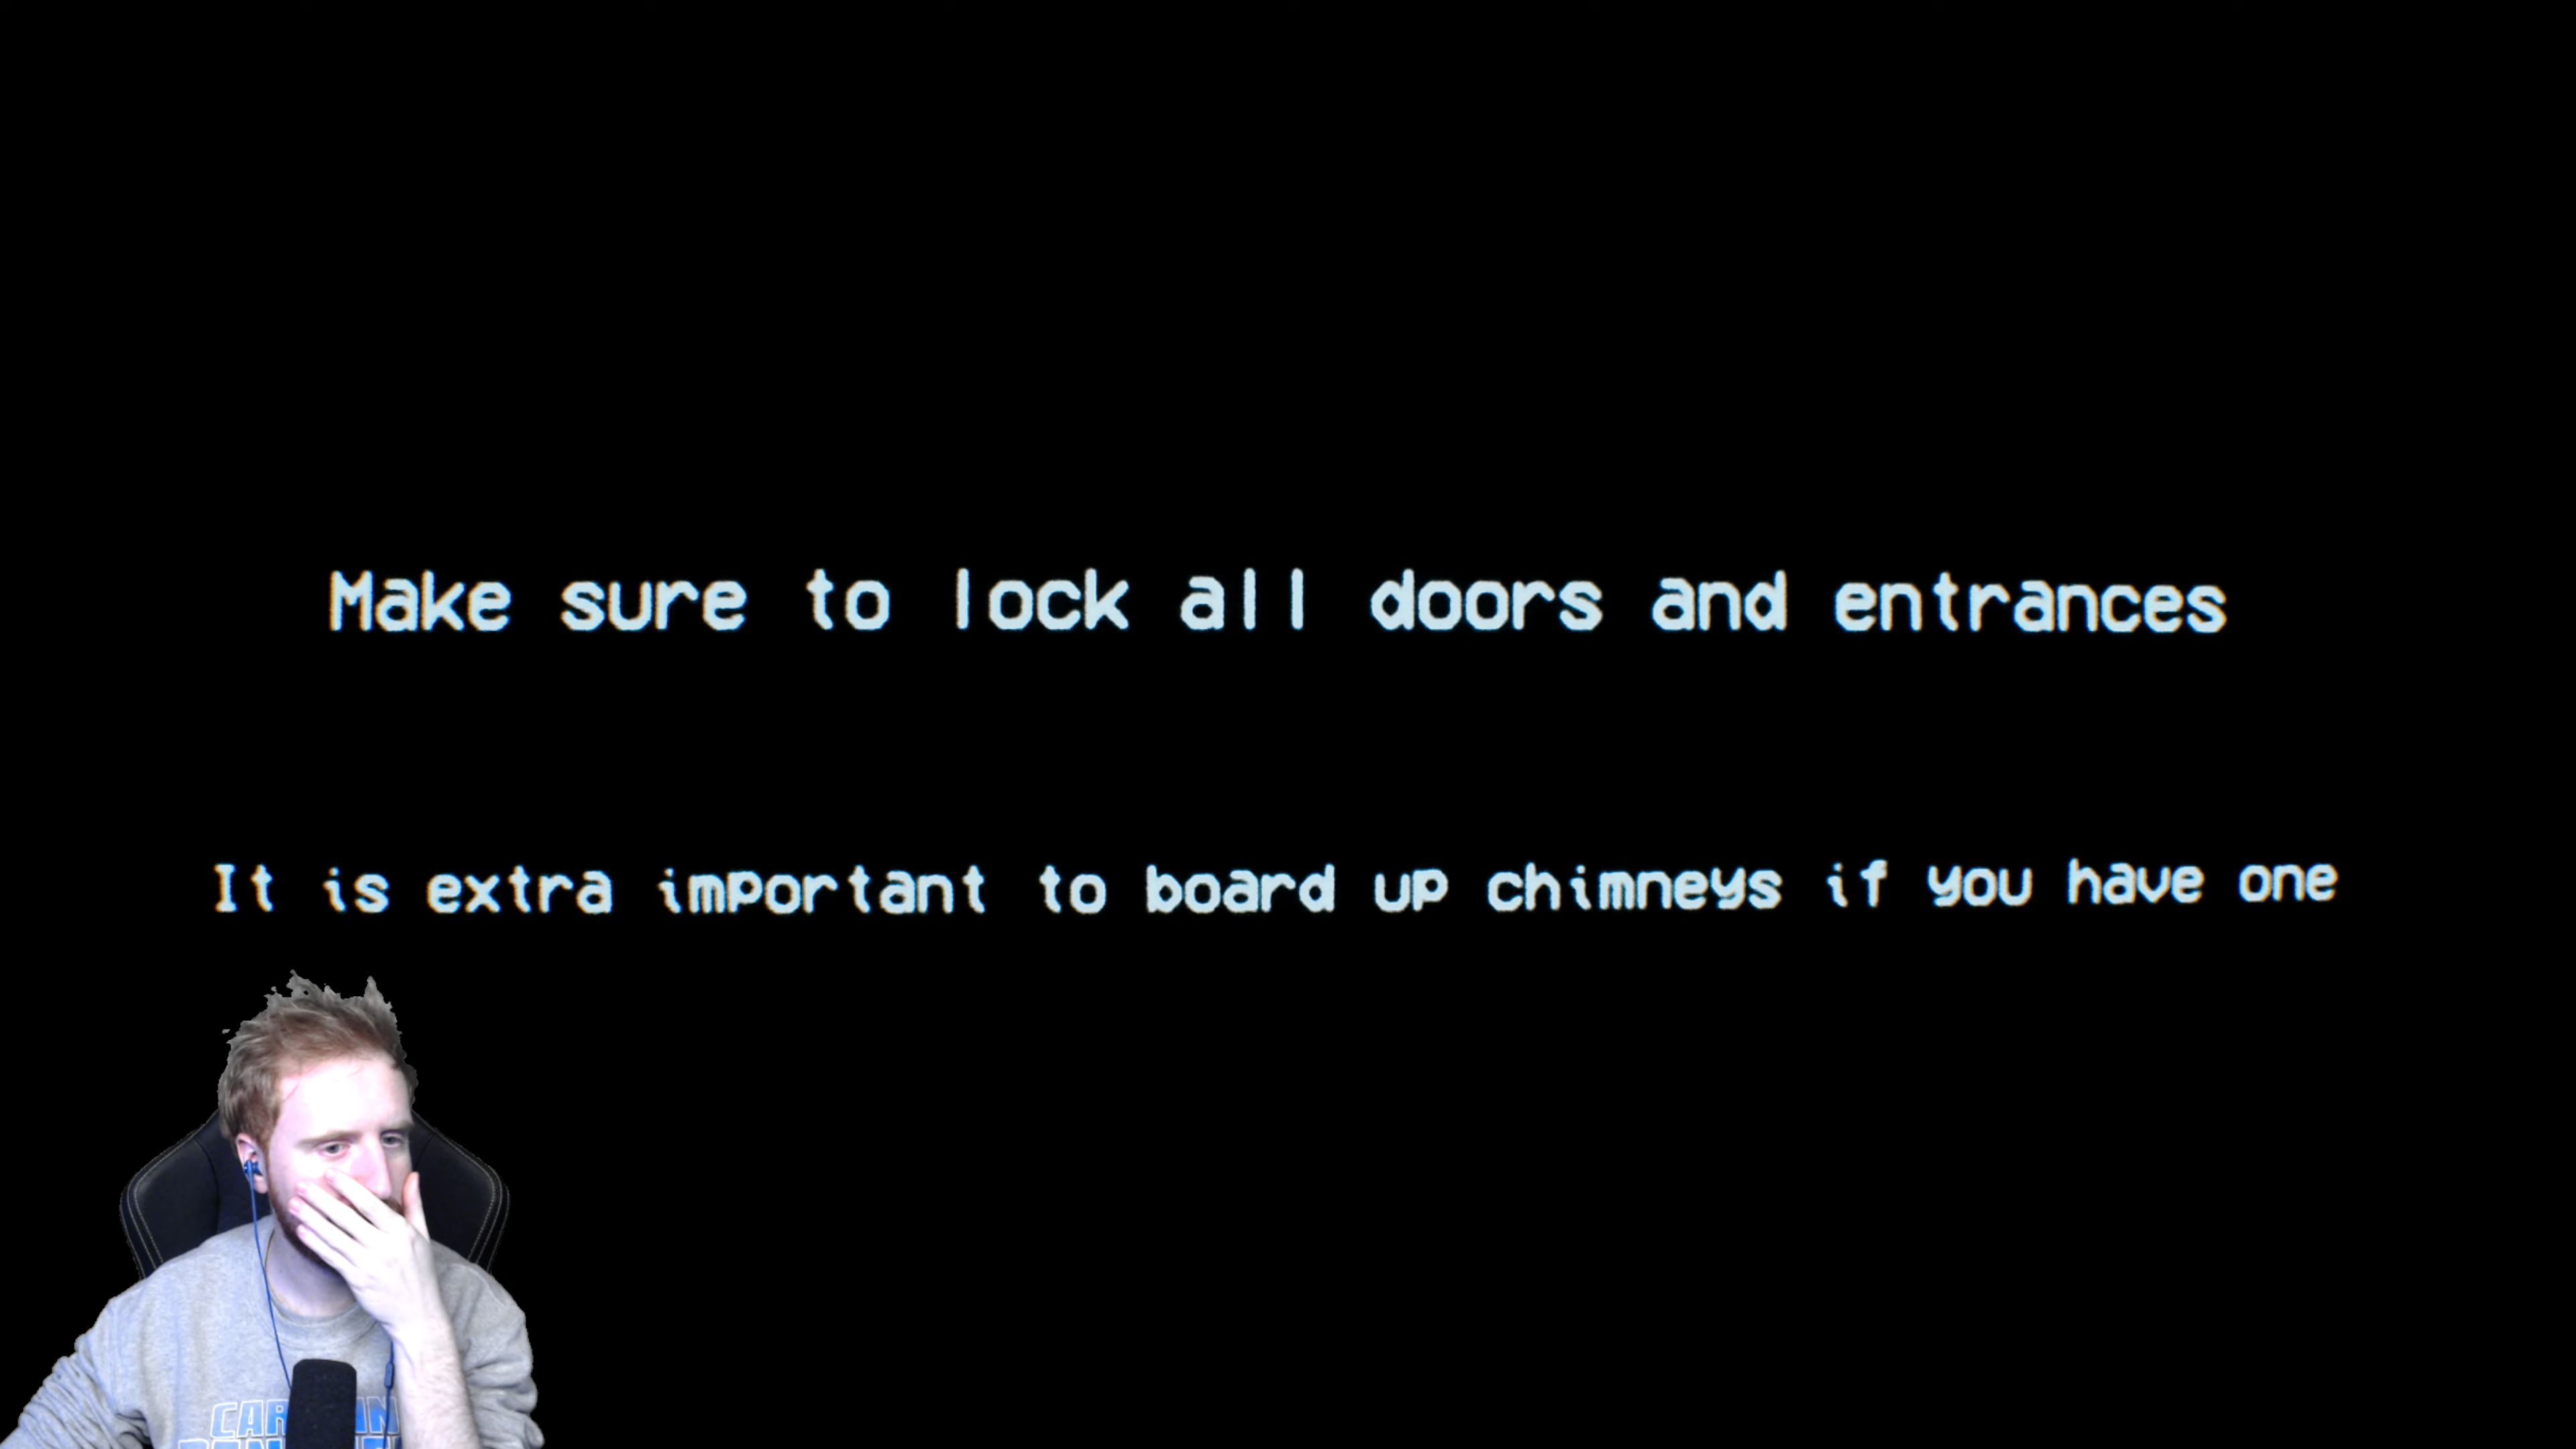 Make sure to lock all doors and entrances
It is extra important to board up chimneys if you have one